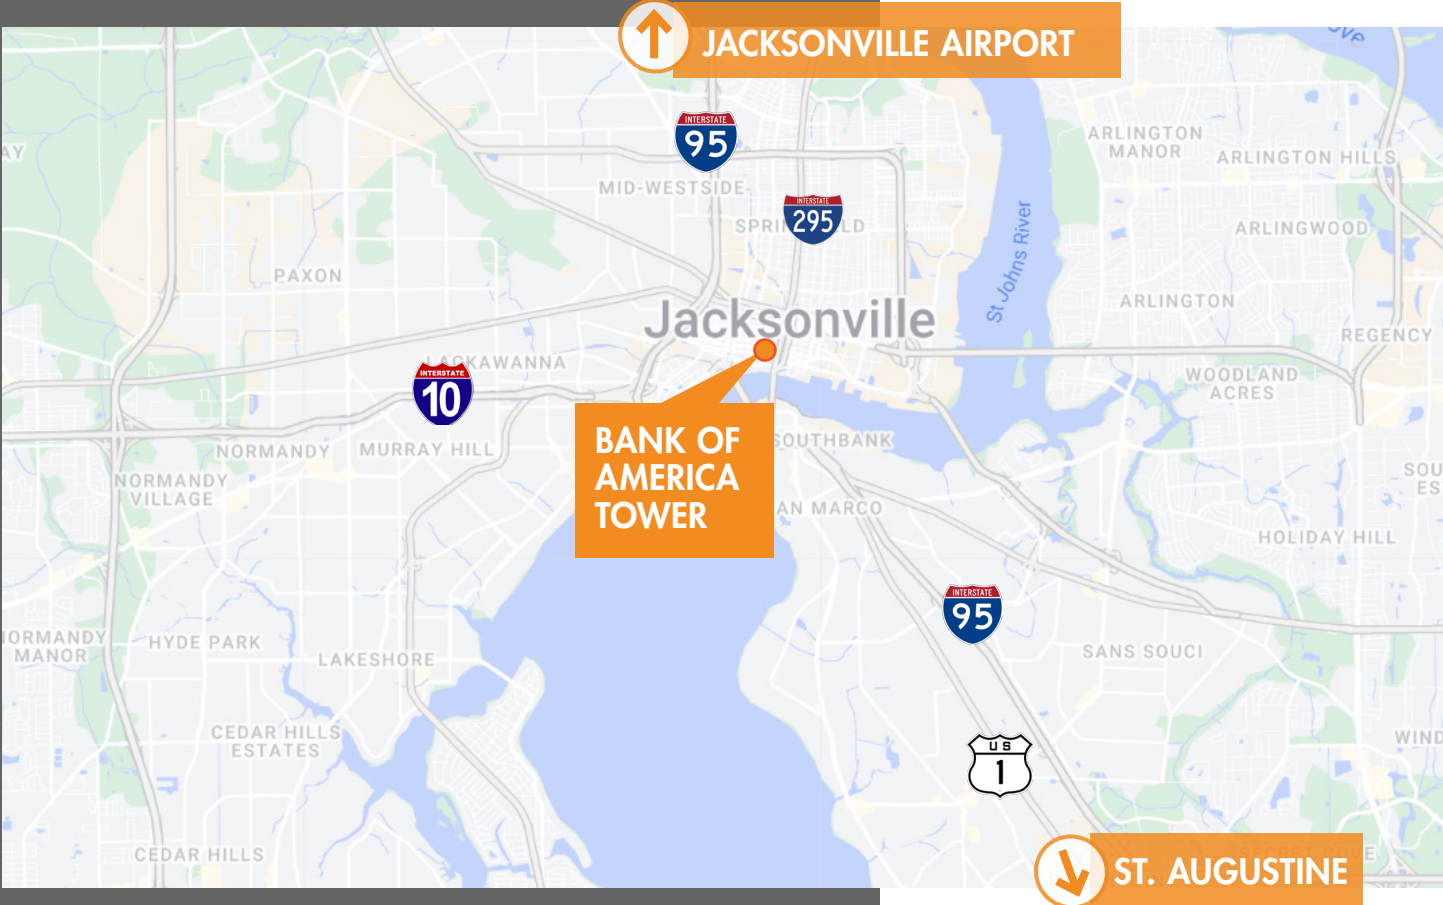 JACKSONVILLE AIRPORT
INTERSTATE
95
ARLINGTON
MANOR
ARLINGTON HILLS
MID-WESTSIDE
INTERSTATE
295
ARLINGWOOD
St Johns River
PAXON
ARLINGTON
Jacksonville
REGENCY
LACKAWANNA
INTERSTATE
10
WOODLAND
ACRES
BANK OF
AMERICA
TOWER
SOUTHBANK
NORMANDY
MURRAY HILL
NORMANDY
VILLAGE
HOLIDAY HILL
INTERSTATE
95
HYDE PARK
MANOR
LAKESHORE
SANS SOUCI
CEDAR HILLS
ESTATES
US
1
CEDAR HILLS
ST. AUGUSTINE